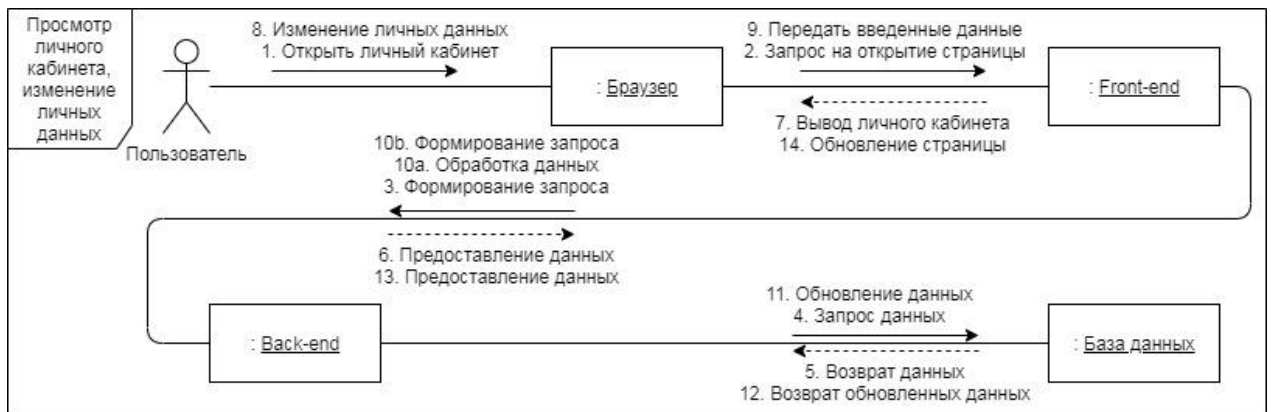 Просмотр
личного
кабинета,
изменение
личных
данных
Пользователь
8. Изменение личных данных
1. Открыть личный кабинет
: Браузер
9. Передать введенные данные
2. Запрос на открытие страницы
7. Вывод личного кабинета
14. Обновление страницы
: Front-end
10b. Формирование запроса
10a. Обработка данных
3. Формирование запроса
6. Предоставление данных
13. Предоставление данных
: Back-end
11. Обновление данных
4. Запрос данных
5. Возврат данных
12. Возврат обновленных данных
: База данных